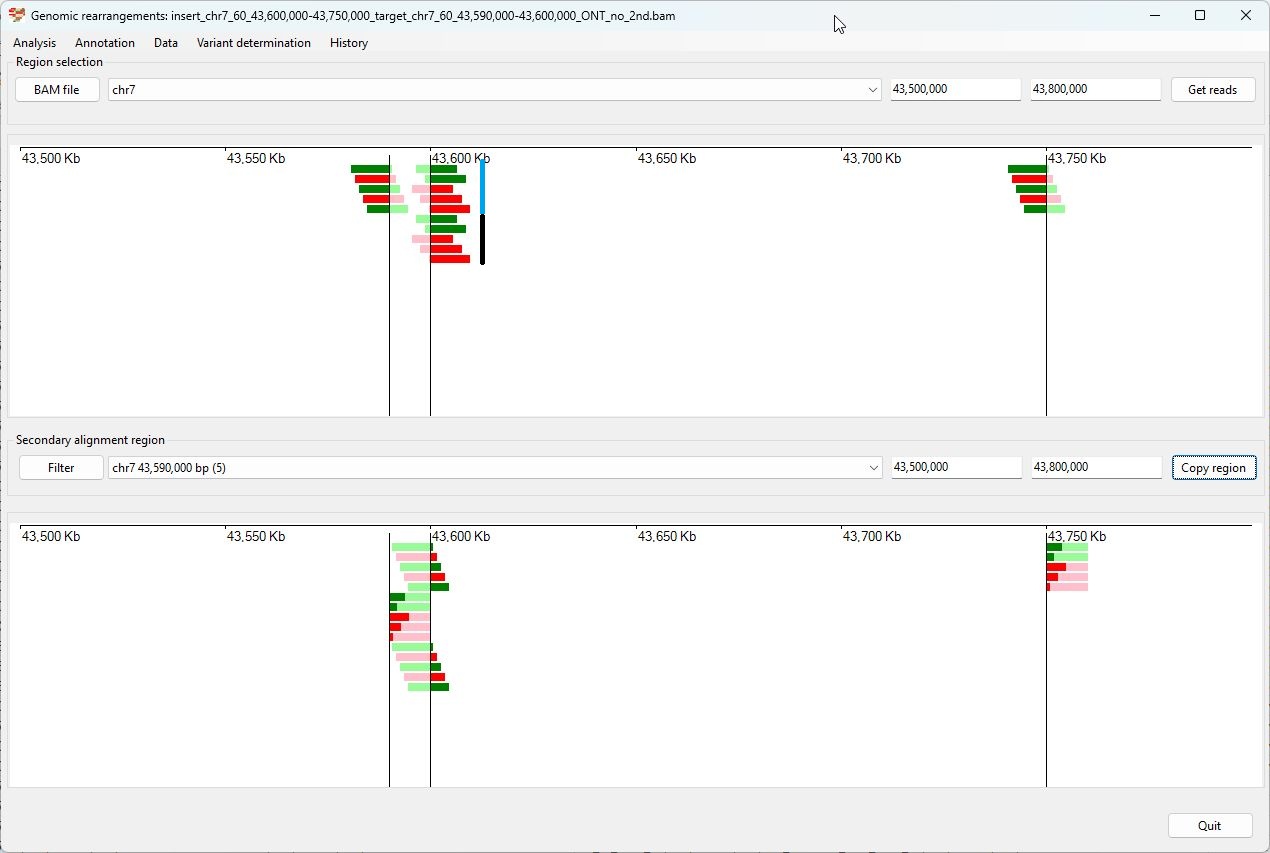 Genomic rearrangements: insert_chr7_60_43,600,000-43,750,000_target_chr7_60_43,590,000-43,600,000_ONT_no_2nd.bam
Analysis Annotation Data Variant determination History
Region selection
BAM file chr7 43,500,000 43,800,000 Get reads
43,500 Kb 43,550 Kb 43,600 Kb 43,650 Kb 43,700 Kb 43,750 Kb
Secondary alignment region
Filter chr7 43,590,000 bp (5) 43,500,000 43,800,000 Copy region
43,500 Kb 43,550 Kb 43,600 Kb 43,650 Kb 43,700 Kb 43,750 Kb
Quit